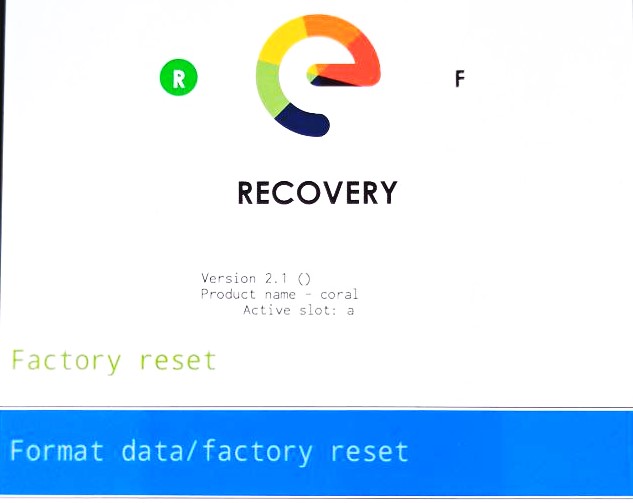 R
F
RECOVERY
Version 2.1 ()
Product name - coral
Active slot: a
Factory reset
Format data/factory reset